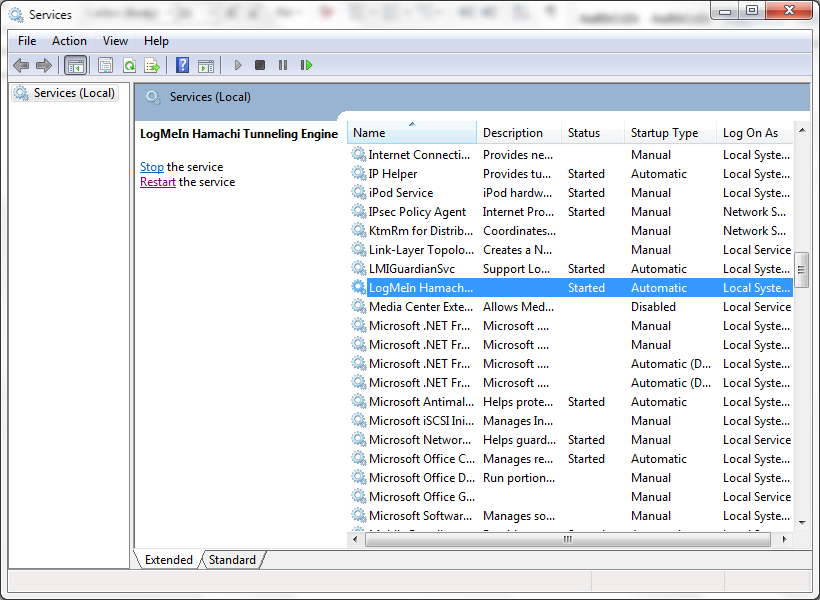 Services
File Action View Help
Services (Local)
Services (Local)
LogMeIn Hamachi Tunneling Engine
Stop the service
Restart the service
Name Description Status Startup Type Log On As
Internet Connecti... Provides ne... Manual Local Syste...
IP Helper Provides tu... Started Automatic Local Syste...
iPod Service iPod hardw... Started Manual Local Syste...
IPsec Policy Agent Internet Pro... Started Manual Network S...
KtmRm for Distrib... Coordinates... Manual Network S...
Link-Layer Topolo... Creates a N... Manual Local Service
LMIGuardianSvc Support Lo... Started Automatic Local Syste...
LogMeIn Hamach... Started Automatic Local Syste...
Media Center Exte... Allows Med... Disabled Local Service
Microsoft .NET Fr... Microsoft .... Manual Local Syste...
Microsoft .NET Fr... Microsoft .... Manual Local Syste...
Microsoft .NET Fr... Microsoft .... Automatic (D... Local Syste...
Microsoft .NET Fr... Microsoft .... Automatic (D... Local Syste...
Microsoft Antimal... Helps prote... Started Automatic Local Syste...
Microsoft iSCSI Ini... Manages In... Manual Local Syste...
Microsoft Networ... Helps guard... Started Manual Local Service
Microsoft Office C... Manages re... Started Automatic Local Syste...
Microsoft Office D... Run portion... Manual Local Syste...
Microsoft Office G... Manual Local Service
Microsoft Softwar... Manages so... Manual Local Syste...
Extended Standard